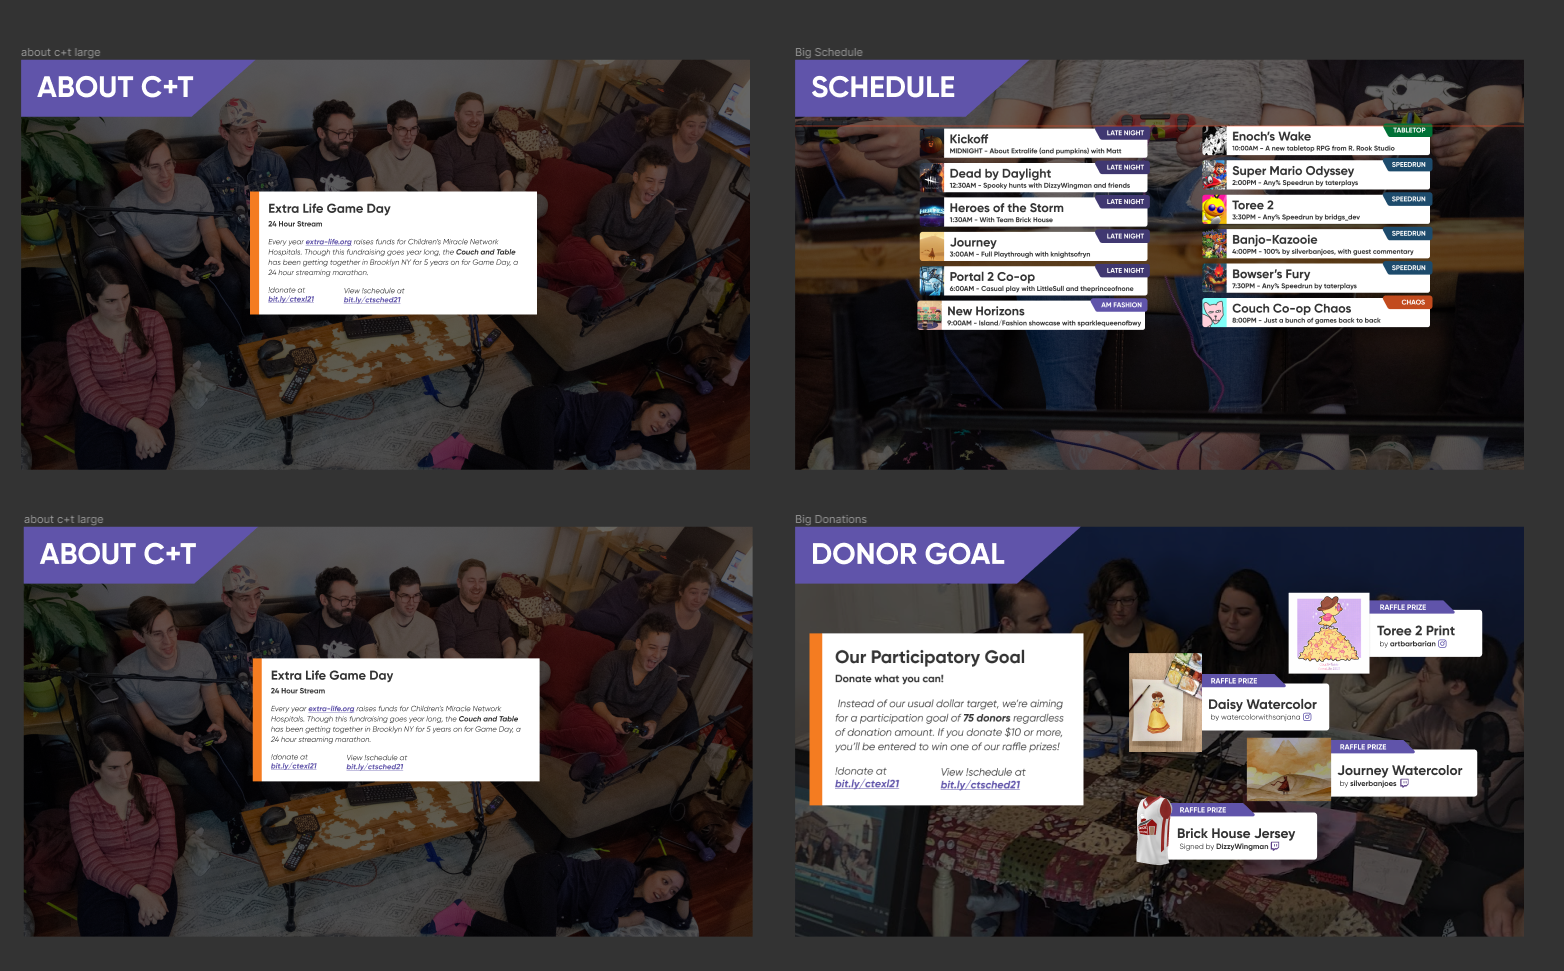 about c+t large
ABOUT C+T
Extra Life Game Day
24 Hour Stream
Every year extra-life.org raises funds for Children's Miracle Network
Hospitals. Though this fundraising goes year long, the Couch and Table
has been getting together in Brooklyn NY for 5 years on for Game Day, a
24 hour streaming marathon.
!donate at
bit.ly/ctexl21
View !schedule at
bit.ly/ctsched21
Big Schedule
SCHEDULE
LATE NIGHT
Kickoff
MIDNIGHT - About Extralife (and pumpkins) with Matt
LATE NIGHT
Dead by Daylight
12:30AM - Spooky hunts with DizzyWingman and friends
LATE NIGHT
Heroes of the Storm
1:30AM - With Team Brick House
LATE NIGHT
Journey
3:00AM - Full Playthrough with knightsofryn
LATE NIGHT
Portal 2 Co-op
6:00AM - Casual play with LittleSull and theprinceofnone
AM FASHION
New Horizons
9:00AM - Island/Fashion showcase with sparklequeenofbwy
TABLETOP
Enoch's Wake
10:00AM - A new tabletop RPG from R. Rook Studio
SPEEDRUN
Super Mario Odyssey
2:00PM - Any% Speedrun by taterplays
SPEEDRUN
Toree 2
3:30PM - Any% Speedrun by bridgs_dev
SPEEDRUN
Banjo-Kazooie
4:00PM - 100% by silverbanjoes, with guest commentary
SPEEDRUN
Bowser's Fury
7:30PM - Any% Speedrun by taterplays
CHAOS
Couch Co-op Chaos
8:00PM - Just a bunch of games back to back
about c+t large
ABOUT C+T
Extra Life Game Day
24 Hour Stream
Every year extra-life.org raises funds for Children's Miracle Network
Hospitals. Though this fundraising goes year long, the Couch and Table
has been getting together in Brooklyn NY for 5 years on for Game Day, a
24 hour streaming marathon.
!donate at
bit.ly/ctexl21
View !schedule at
bit.ly/ctsched21
Big Donations
DONOR GOAL
Our Participatory Goal
Donate what you can!
Instead of our usual dollar target, we're aiming
for a participation goal of 75 donors regardless
of donation amount. If you donate $10 or more,
you'll be entered to win one of our raffle prizes!
!donate at
bit.ly/ctexl21
View !schedule at
bit.ly/ctsched21
RAFFLE PRIZE
Toree 2 Print
by artbarbarian
RAFFLE PRIZE
Daisy Watercolor
by watercolorwithsanjana
RAFFLE PRIZE
Journey Watercolor
by silverbanjoes
RAFFLE PRIZE
Brick House Jersey
Signed by DizzyWingman